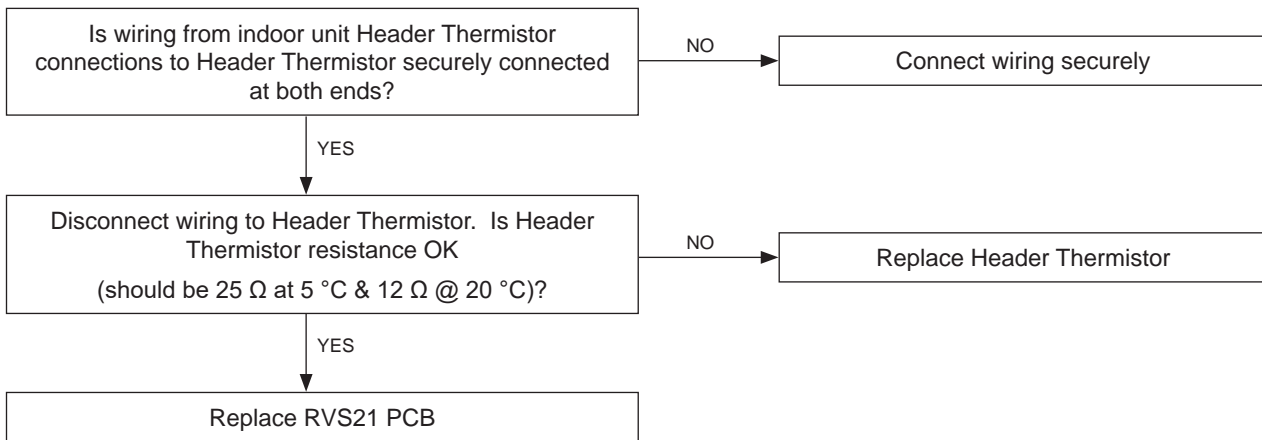 Is wiring from indoor unit Header Thermistor
connections to Header Thermistor securely connected
at both ends?
NO
Connect wiring securely
YES
Disconnect wiring to Header Thermistor.  Is Header
Thermistor resistance OK
(should be 25 Ω at 5 °C & 12 Ω @ 20 °C)?
NO
Replace Header Thermistor
YES
Replace RVS21 PCB